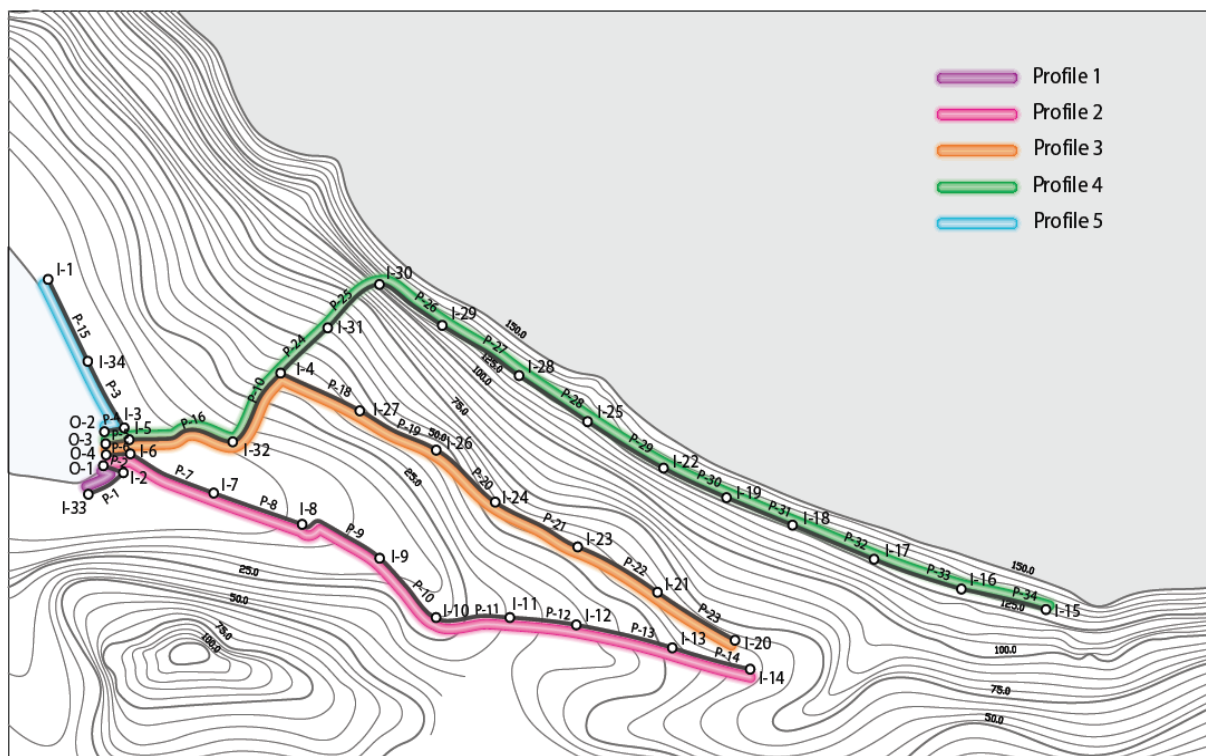 Profile 1
Profile 2
Profile 3
Profile 4
Profile 5
I-1
P-15
I-34
P-3
I-3
O-2
P-4
I-5
O-3
I-6
O-4
P-6
O-1
I-2
I-33
P-1
P-16
I-32
P-10
I-4
P-24
I-31
P-25
I-30
P-26
I-29
150.0
P-27
125.0
100.0
I-28
P-28
I-25
P-29
I-22
P-30
I-19
P-31
I-18
P-32
I-17
P-33
I-16
150.0
P-34
125.0
I-15
P-18
I-27
75.0
P-19
50.0
I-26
25.0
P-20
I-24
P-21
I-23
P-22
I-21
P-23
I-20
P-7
I-7
P-8
I-8
P-9
I-9
P-10
I-10
P-11
I-11
P-12
I-12
P-13
I-13
P-14
I-14
25.0
50.0
75.0
100.0
100.0
75.0
50.0